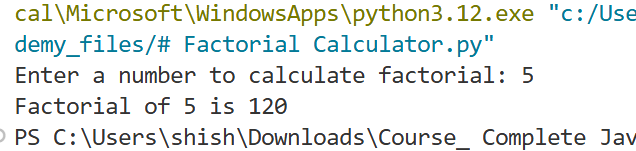 cal\Microsoft\WindowsApps\python3.12.exe "c:/Use
demy_files/# Factorial Calculator.py"
Enter a number to calculate factorial: 5
Factorial of 5 is 120
PS C:\Users\shish\Downloads\Course_ Complete Jav